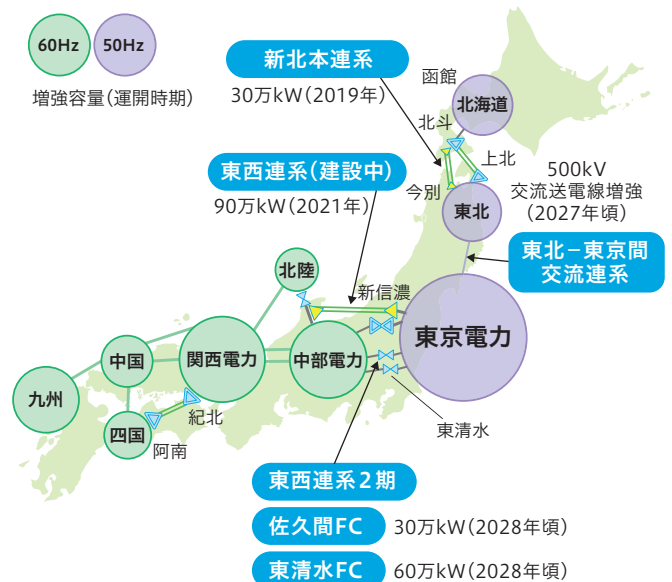 60Hz
50Hz
増強容量(運開時期)
新北本連系
30万kW(2019年)
函館
北海道
北斗
上北
今別
東北
500kV
交流送電線増強
(2027年頃)
東西連系(建設中)
90万kW(2021年)
東北−東京間
交流連系
北陸
新信濃
東京電力
中国
関西電力
中部電力
九州
四国
紀北
阿南
東清水
東西連系2期
佐久間FC
30万kW(2028年頃)
東清水FC
60万kW(2028年頃)